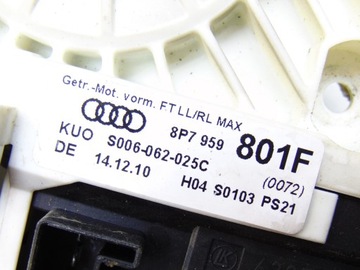 Getr.-Mot. vorm. FT LL/RL MAX
8P7 959 801F
KUO S006-062-025C (0072)
DE 14.12.10 H04 S0103 PS21